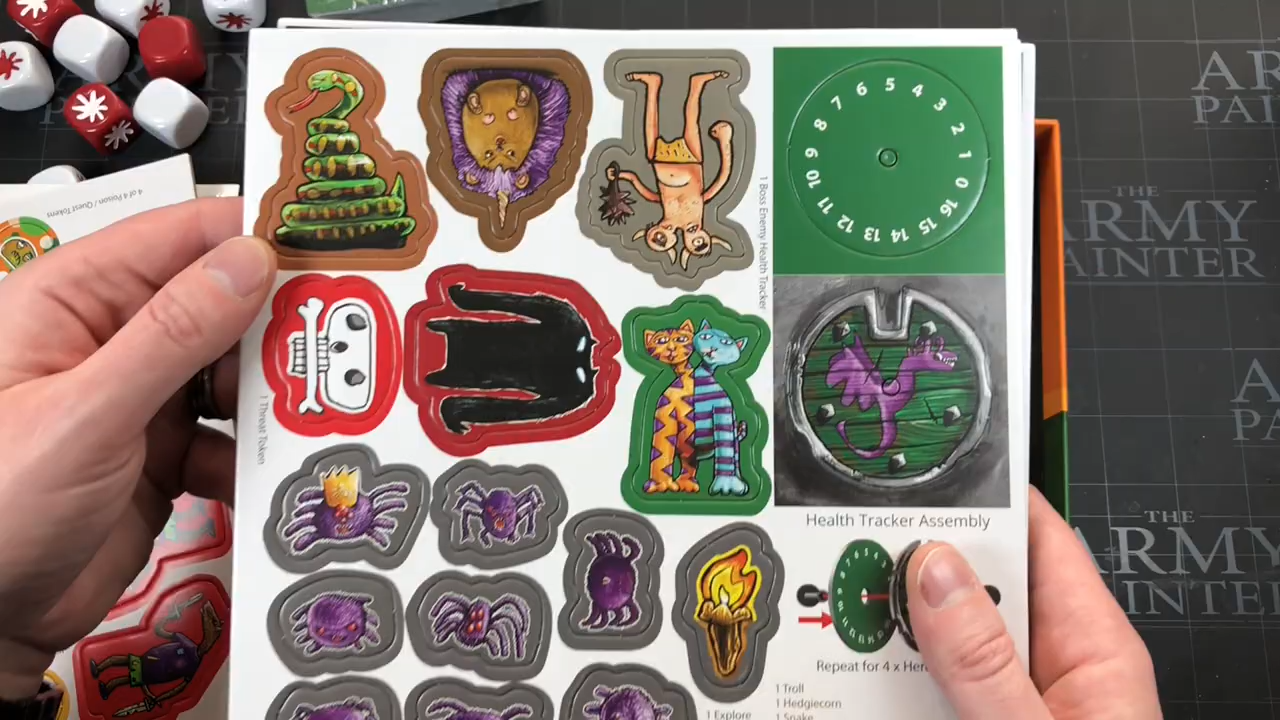 4 of 4 Poison / Quest Tokens
1 Boss Enemy Health Tracker
0 1 2 3 4 5 6 7 8 9 10 11 12 13 14 15 16
1 Threat Token
Health Tracker Assembly
Repeat for 4 x
1 Troll
1 Hedgiecorn
1 Snake
1 Explore
ARMY
PAINTER
THE
ARMY
PAINTER
THE
ARMY
PAINTER